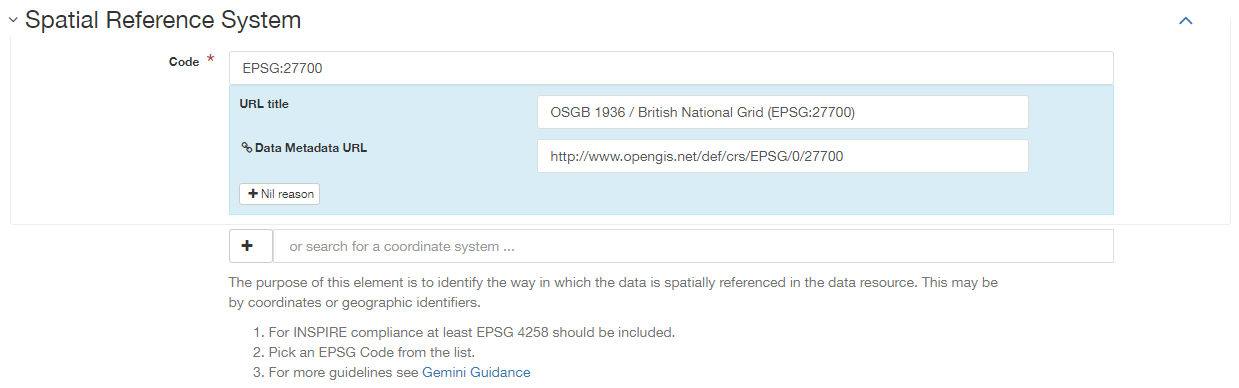 Spatial Reference System
Code *
EPSG:27700
URL title
OSGB 1936 / British National Grid (EPSG:27700)
Data Metadata URL
http://www.opengis.net/def/crs/EPSG/0/27700
Nil reason
or search for a coordinate system ...
The purpose of this element is to identify the way in which the data is spatially referenced in the data resource. This may be
by coordinates or geographic identifiers.
1. For INSPIRE compliance at least EPSG 4258 should be included.
2. Pick an EPSG Code from the list.
3. For more guidelines see Gemini Guidance